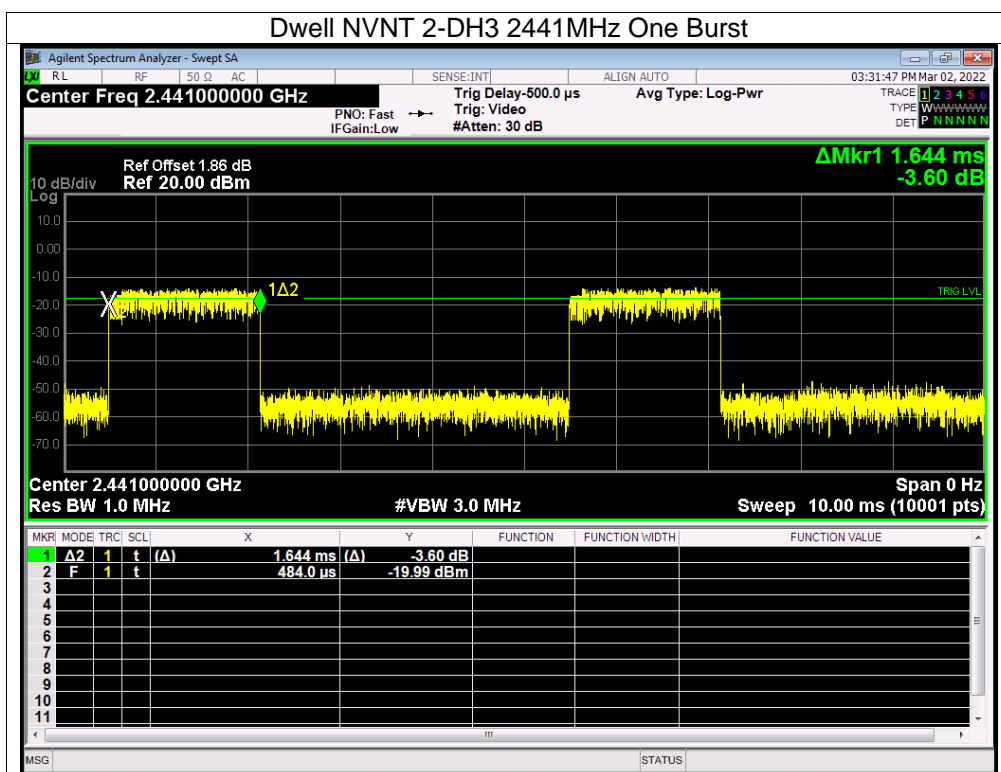 Dwell NVNT 2-DH3 2441MHz One Burst
Agilent Spectrum Analyzer - Swept SA
LXI RL RF 50 Ω AC SENSE:INT ALIGN AUTO 03:31:47 PM Mar 02, 2022
Center Freq 2.441000000 GHz Trig Delay-500.0 µs Avg Type: Log-Pwr TRACE 1 2 3 4 5 6
PNO: Fast Trig: Video TYPE WWWWWWW
IFGain:Low #Atten: 30 dB DET P N N N N N
ΔMkr1 1.644 ms
-3.60 dB
Ref Offset 1.86 dB
10 dB/div Ref 20.00 dBm
Log
10.0
0.00
-10.0
1Δ2
TRIG LVL
-20.0
-30.0
-40.0
-50.0
-60.0
-70.0
Center 2.441000000 GHz Span 0 Hz
Res BW 1.0 MHz #VBW 3.0 MHz Sweep 10.00 ms (10001 pts)
MKR MODE TRC SCL X Y FUNCTION FUNCTION WIDTH FUNCTION VALUE
1 Δ2 1 t (Δ) 1.644 ms (Δ) -3.60 dB
2 F 1 t 484.0 µs -19.99 dBm
3
4
5
6
7
8
9
10
11
MSG STATUS